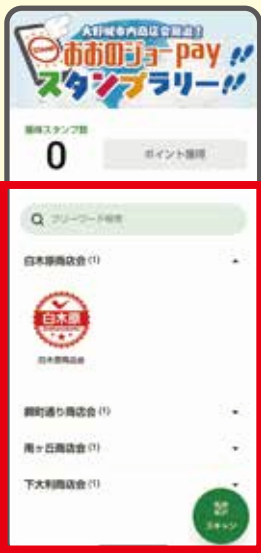 大野城市内商店会限定！
おおのジョーpay!!
スタンプラリー!!
獲得スタンプ数
0
ポイント獲得
フリーワード検索
白木原商店会(1)
白木原
白木原商店会
錦町通り商店会(1)
南ヶ丘商店会(1)
下大利商店会(1)
スキャン